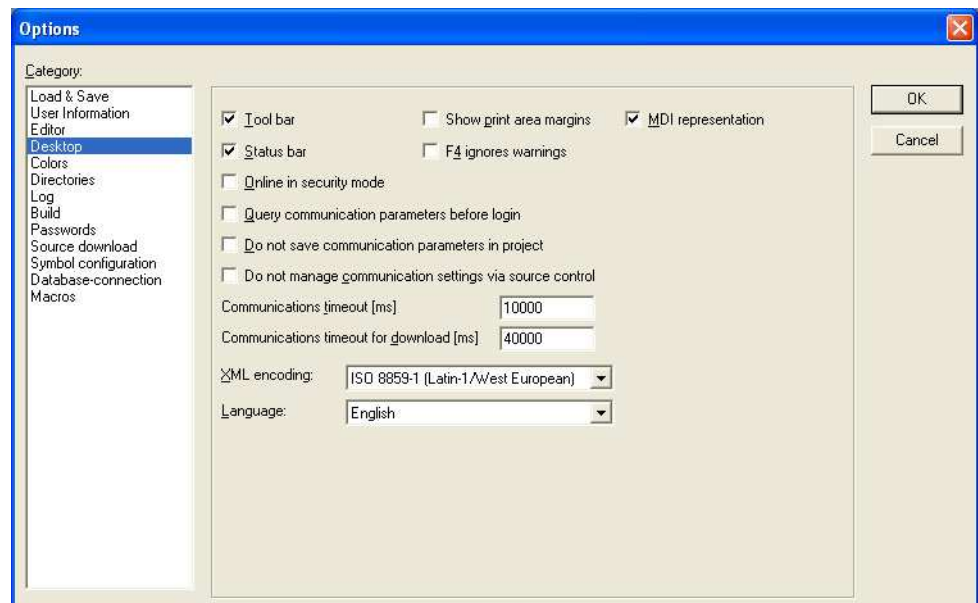 Options
Category:
Load & Save
User Information
Editor
Desktop
Colors
Directories
Log
Build
Passwords
Source download
Symbol configuration
Database-connection
Macros
Tool bar
Show print area margins
MDI representation
Status bar
F4 ignores warnings
Online in security mode
Query communication parameters before login
Do not save communication parameters in project
Do not manage communication settings via source control
Communications timeout [ms] 10000
Communications timeout for download [ms] 40000
XML encoding: ISO 8859-1 (Latin-1/West European)
Language: English
OK
Cancel